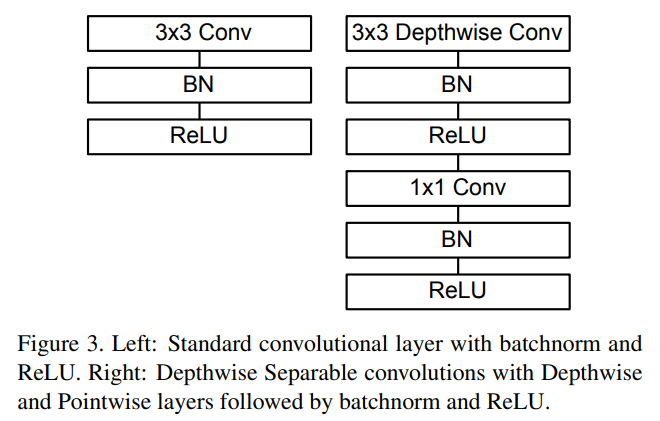 3x3 Conv
BN
ReLU
3x3 Depthwise Conv
BN
ReLU
1x1 Conv
BN
ReLU
Figure 3. Left: Standard convolutional layer with batchnorm and
ReLU. Right: Depthwise Separable convolutions with Depthwise
and Pointwise layers followed by batchnorm and ReLU.